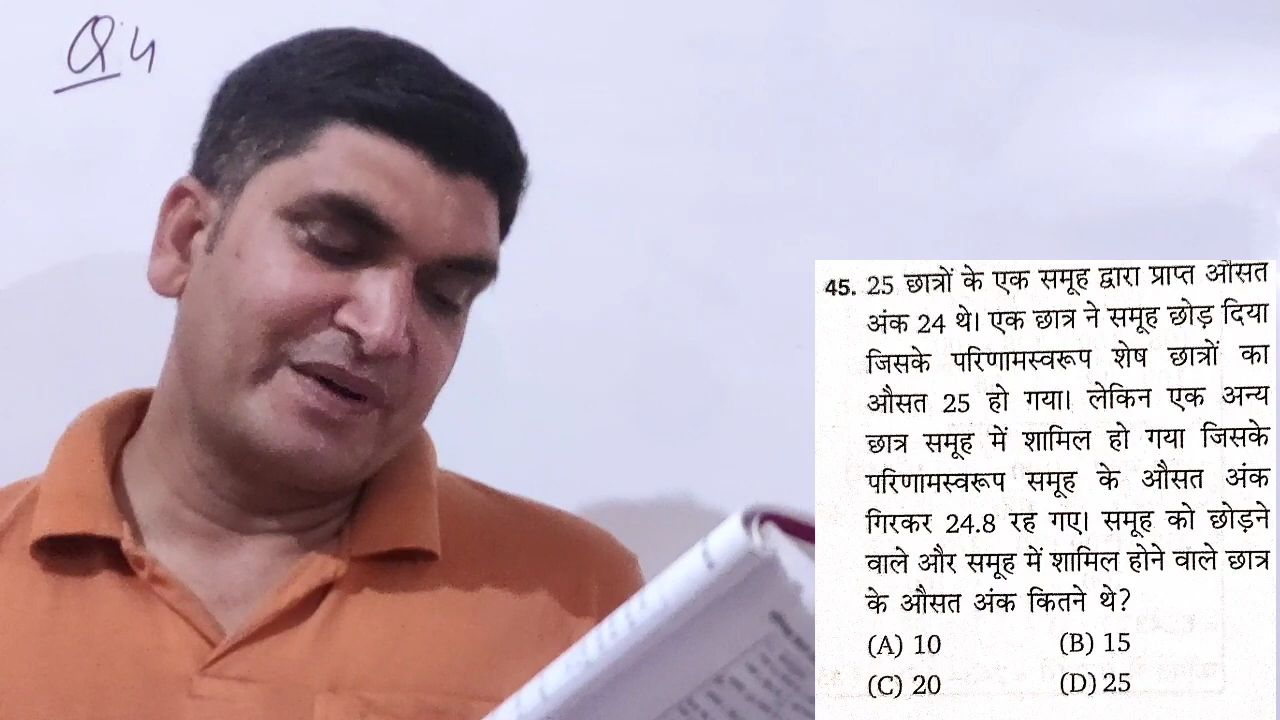 Q.4
45. 25 छात्रों के एक समूह द्वारा प्राप्त औसत
अंक 24 थे। एक छात्र ने समूह छोड़ दिया
जिसके परिणामस्वरूप शेष छात्रों का
औसत 25 हो गया। लेकिन एक अन्य
छात्र समूह में शामिल हो गया जिसके
परिणामस्वरूप समूह के औसत अंक
गिरकर 24.8 रह गए। समूह को छोड़ने
वाले और समूह में शामिल होने वाले छात्र
के औसत अंक कितने थे?
(A) 10 (B) 15
(C) 20 (D) 25